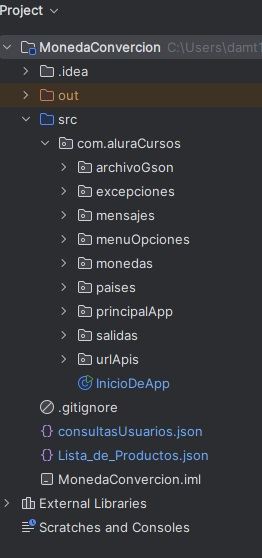 Project
MonedaConvercion C:\Users\damt1
.idea
out
src
com.aluraCursos
archivoGson
excepciones
mensajes
menuOpciones
monedas
paises
principalApp
salidas
urlApis
InicioDeApp
.gitignore
consultasUsuarios.json
Lista_de_Productos.json
MonedaConvercion.iml
External Libraries
Scratches and Consoles